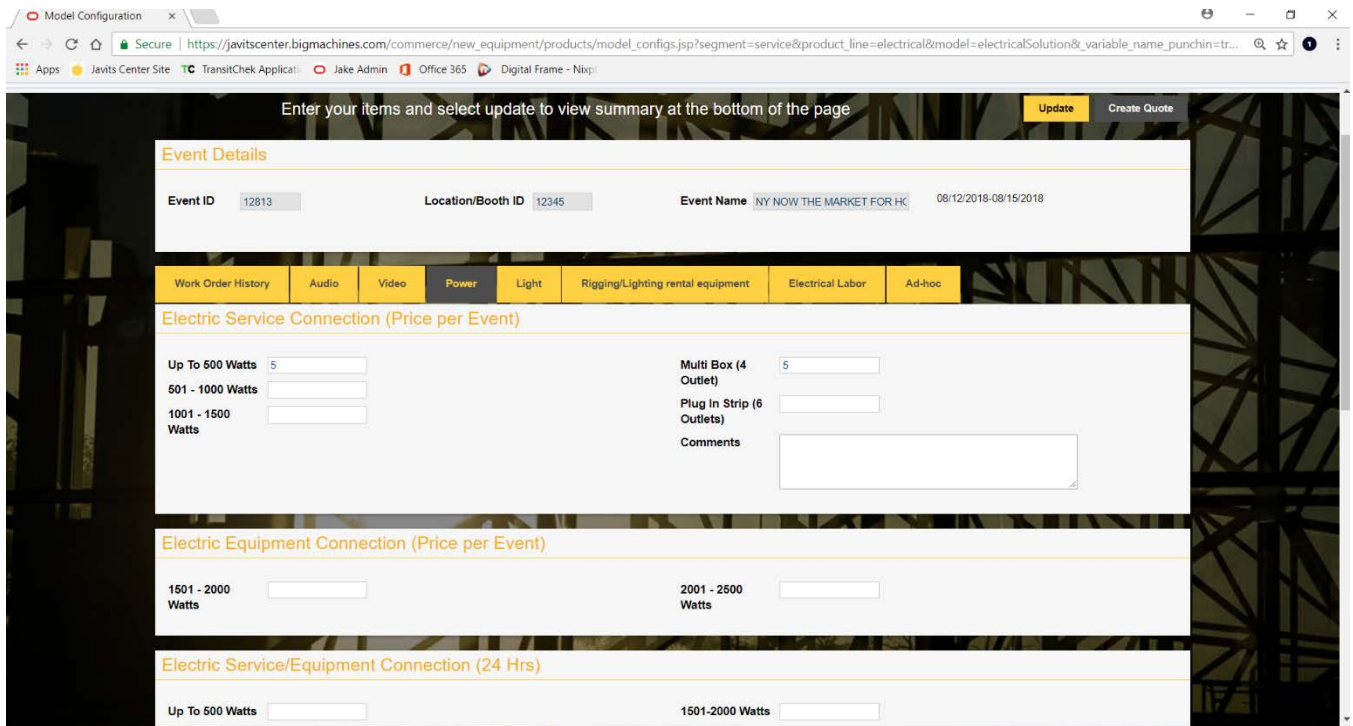 Model Configuration
Secure | https://javitscenter.bigmachines.com/commerce/new_equipment/products/model_configs.jsp?segment=service&product_line=electrical&model=electricalSolution&_variable_name_punchin=tr...
Apps Javits Center Site TC TransitChek Applicati Jake Admin Office 365 Digital Frame - Nixp
Enter your items and select update to view summary at the bottom of the page Update Create Quote
Event Details
Event ID 12813 Location/Booth ID 12345 Event Name NY NOW THE MARKET FOR HO 08/12/2018-08/15/2018
Work Order History Audio Video Power Light Rigging/Lighting rental equipment Electrical Labor Ad-hoc
Electric Service Connection (Price per Event)
Up To 500 Watts 5 Multi Box (4
Outlet) 5
501 - 1000 Watts
Plug In Strip (6
Outlets)
1001 - 1500
Watts
Comments
Electric Equipment Connection (Price per Event)
1501 - 2000
Watts
2001 - 2500
Watts
Electric Service/Equipment Connection (24 Hrs)
Up To 500 Watts 1501-2000 Watts